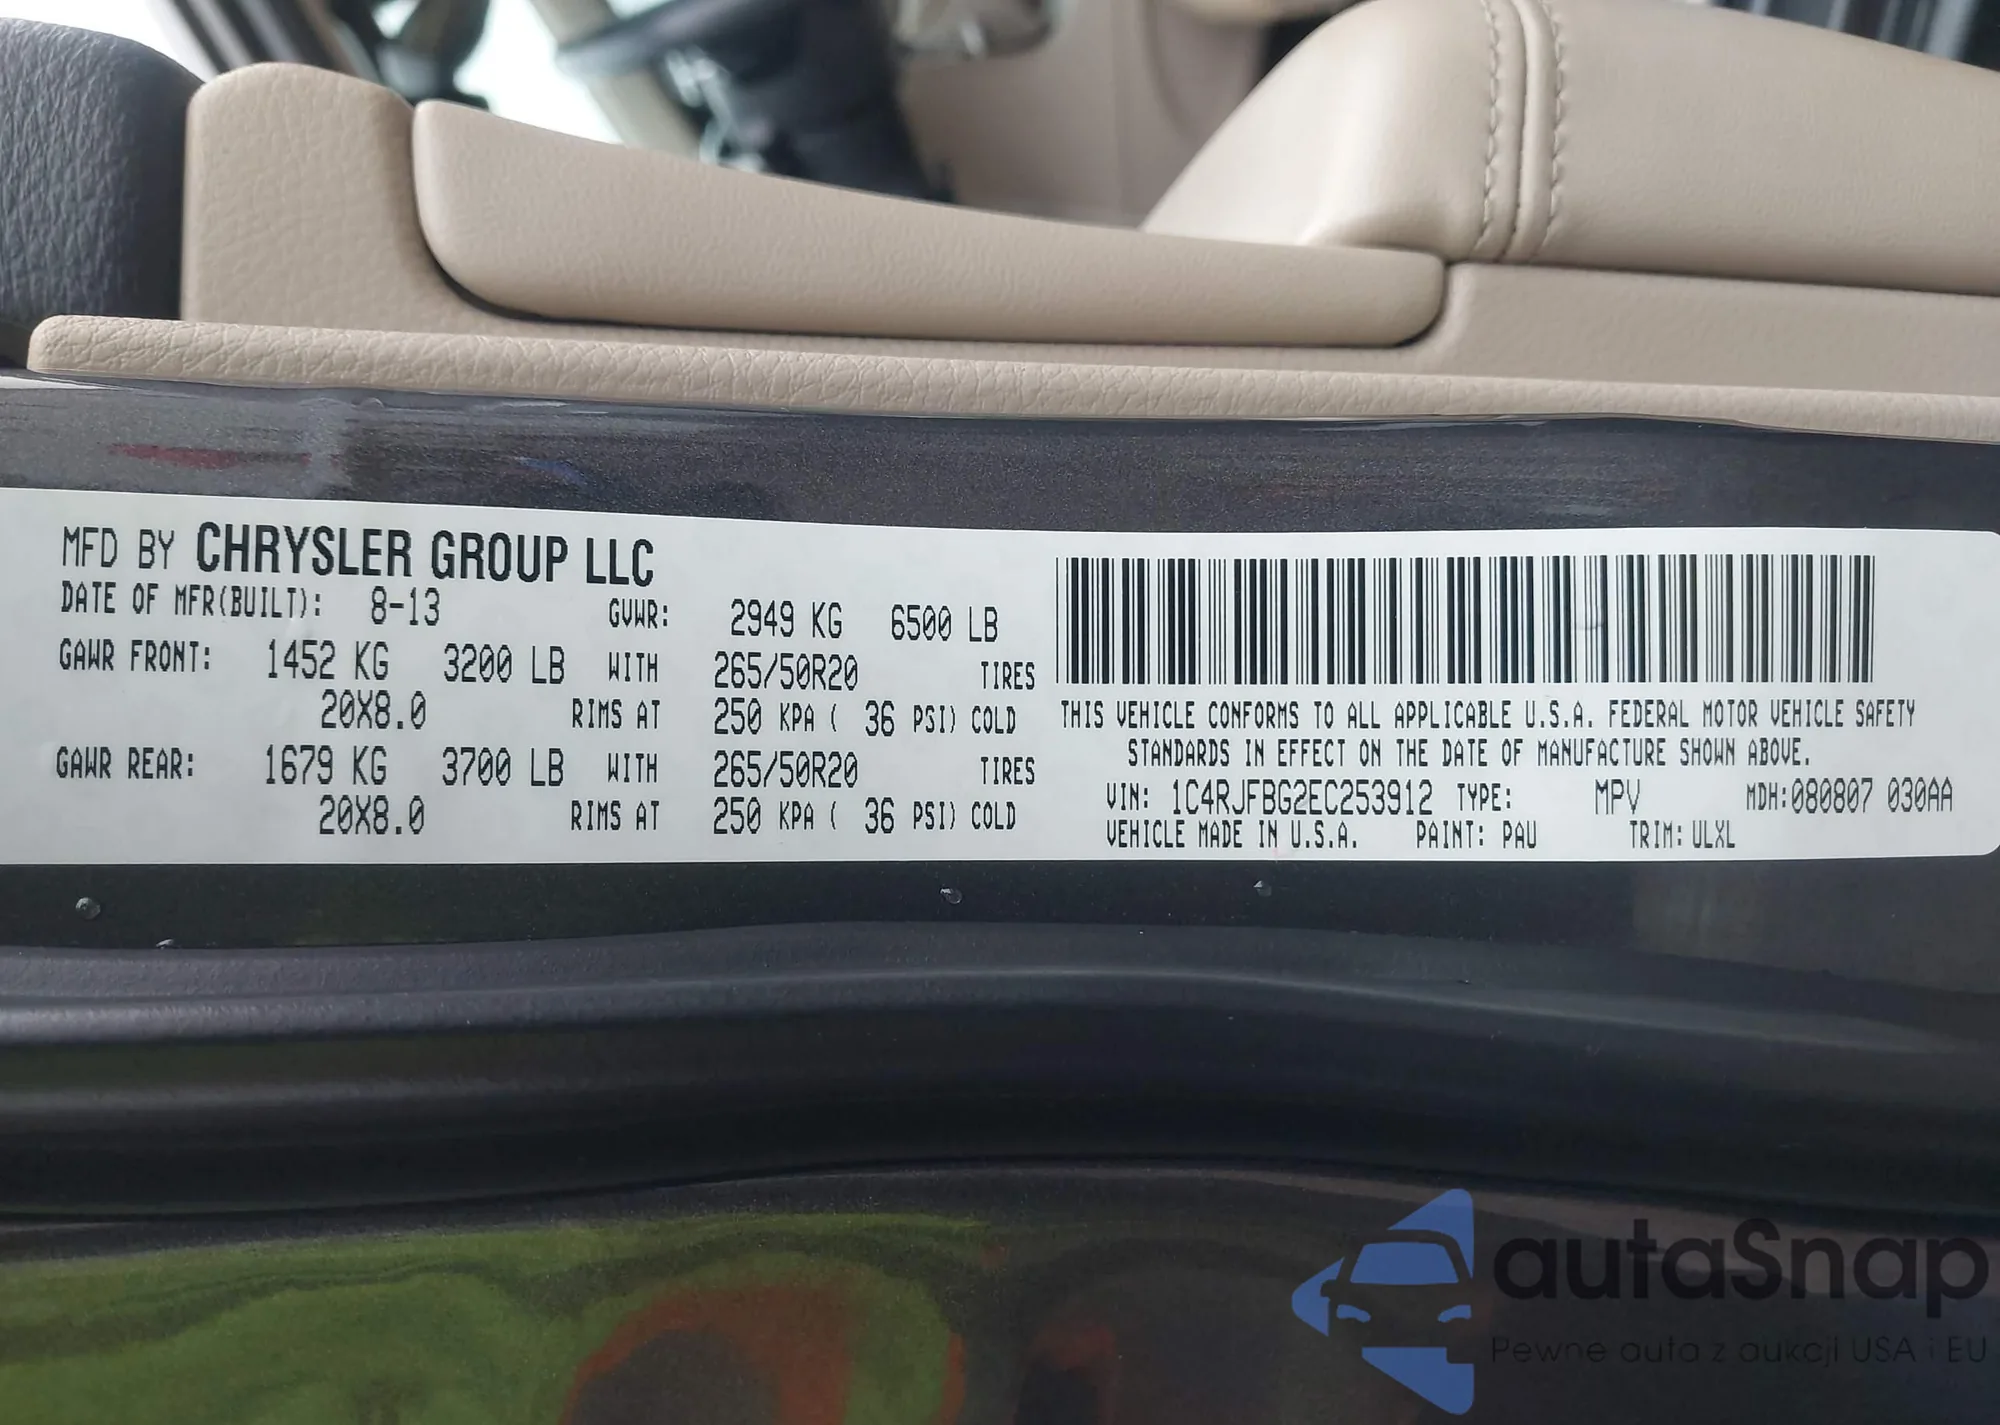 MFD BY CHRYSLER GROUP LLC
DATE OF MFR(BUILT): 8-13 GVWR: 2949 KG 6500 LB
GAWR FRONT: 1452 KG 3200 LB WITH 265/50R20 TIRES
20X8.0 RIMS AT 250 KPA ( 36 PSI) COLD
GAWR REAR: 1679 KG 3700 LB WITH 265/50R20 TIRES
20X8.0 RIMS AT 250 KPA ( 36 PSI) COLD
THIS VEHICLE CONFORMS TO ALL APPLICABLE U.S.A. FEDERAL MOTOR VEHICLE SAFETY
STANDARDS IN EFFECT ON THE DATE OF MANUFACTURE SHOWN ABOVE.
VIN: 1C4RJFBG2EC253912 TYPE: MPV MDH:080807 030AA
VEHICLE MADE IN U.S.A. PAINT: PAU TRIM: ULXL
autaSnap
Pewne auta z aukcji USA i EU